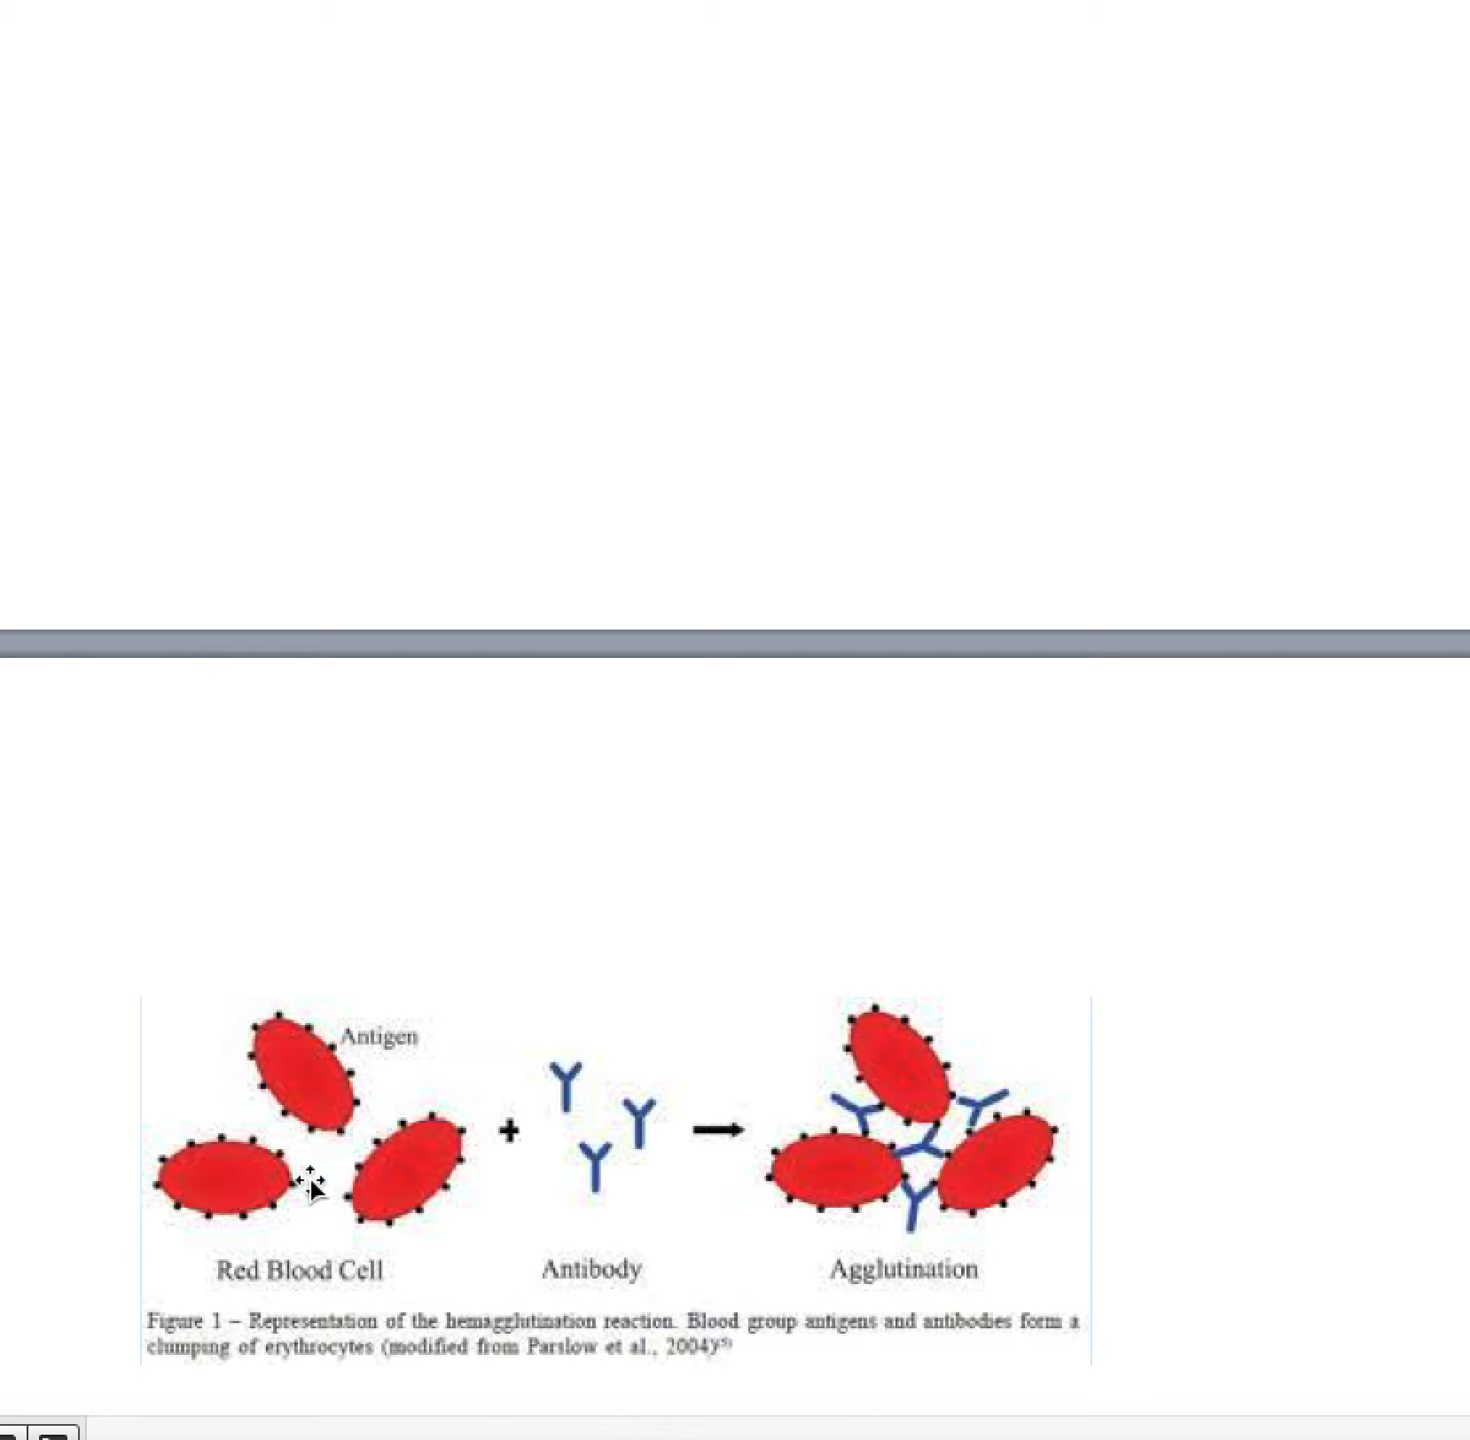 Antigen
Red Blood Cell
Antibody
Agglutination
Figure 1 – Representation of the hemagglutination reaction. Blood group antigens and antibodies form a
clumping of erythrocytes (modified from Parslow et al., 2004)